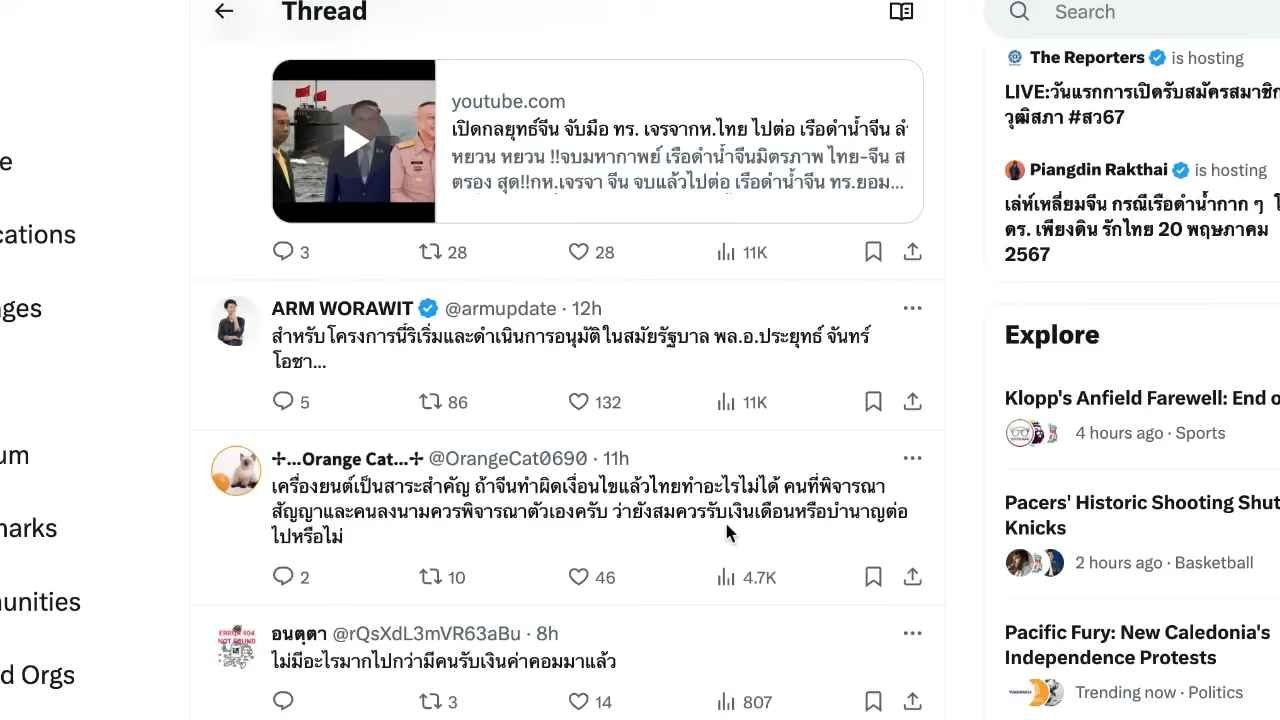 Thread
Search
e
cations
ages
um
marks
unities
d Orgs
youtube.com
เปิดกลยุทธ์จีน จับมือ ทร. เจรจากห.ไทย ไปต่อ เรือดำน้ำจีน
หยวน หยวน !!จบมหากาพย์ เรือดำน้ำจีนมิตรภาพ ไทย-จีน ส
ตรอง สุด!!กห.เจรจา จีน จบแล้วไปต่อ เรือดำน้ำจีน ทร.ยอม...
3 28 28 11K
ARM WORAWIT @armupdate · 12h
สำหรับโครงการนี้ริเริ่มและดำเนินการอนุมัติในสมัยรัฐบาล พล.อ.ประยุทธ์ จันทร์
โอชา...
5 86 132 11K
✢...Orange Cat...✢ @OrangeCat0690 · 11h
เครื่องยนต์เป็นสาระสำคัญ ถ้าจีนทำผิดเงื่อนไขแล้วไทยทำอะไรไม่ได้ คนที่พิจารณา
สัญญาและคนลงนามควรพิจารณาตัวเองครับ ว่ายังสมควรรับเงินเดือนหรือบำนาญต่อ
ไปหรือไม่
2 10 46 4.7K
ERROR 904
NOT FOUND
อนตฺตา @rQsXdL3mVR63aBu · 8h
ไม่มีอะไรมากไปกว่ามีคนรับเงินค่าคอมมาแล้ว
3 14 807
The Reporters is hosting
LIVE:วันแรกการเปิดรับสมัครสมาชิก
วุฒิสภา #สว67
Piangdin Rakthai is hosting
เล่ห์เหลี่ยมจีน กรณีเรือดำน้ำกาก ๆ โ
ดร. เพียงดิน รักไทย 20 พฤษภาคม
2567
Explore
Klopp's Anfield Farewell: End o
4 hours ago · Sports
Pacers' Historic Shooting Shut
Knicks
2 hours ago · Basketball
Pacific Fury: New Caledonia's
Independence Protests
Trending now · Politics